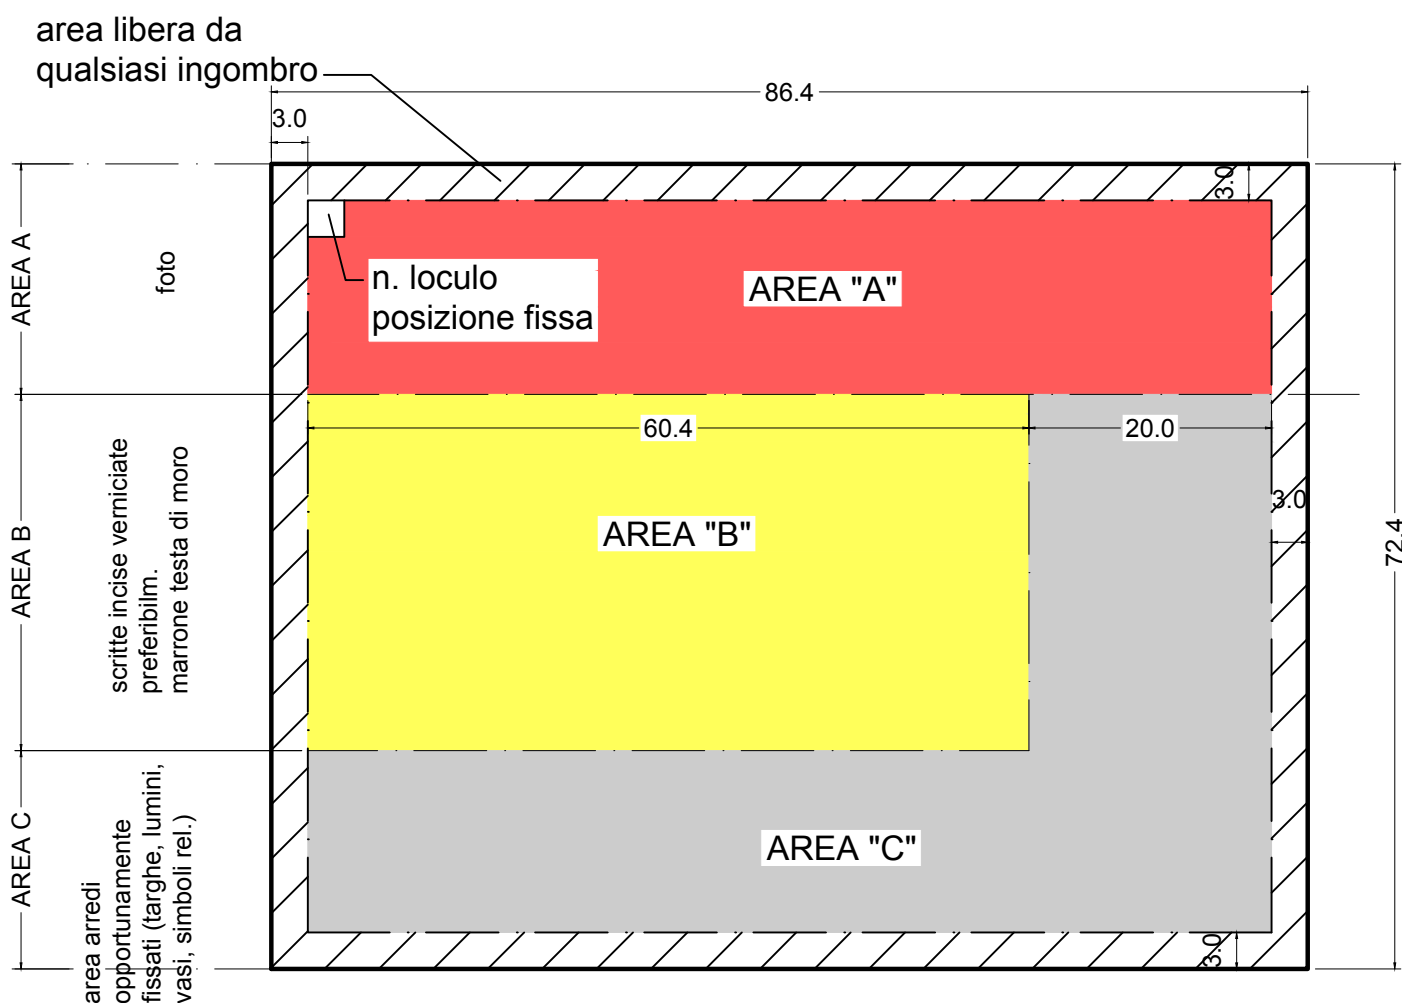 area libera da
qualsiasi ingombro
86.4
3.0
3.0
AREA A
foto
n. loculo
posizione fissa
AREA "A"
60.4
20.0
AREA B
scritte incise verniciate
preferibilm.
marrone testa di moro
AREA "B"
3.0
72.4
AREA C
area arredi
opportunamente
fissati (targhe, lumini,
vasi, simboli rel.)
AREA "C"
3.0